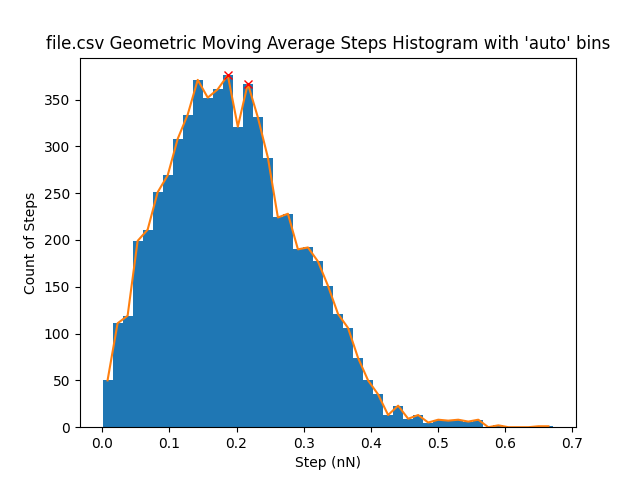 file.csv Geometric Moving Average Steps Histogram with 'auto' bins
Count of Steps
350
300
250
200
150
100
50
0
0.0 0.1 0.2 0.3 0.4 0.5 0.6 0.7
Step (nN)